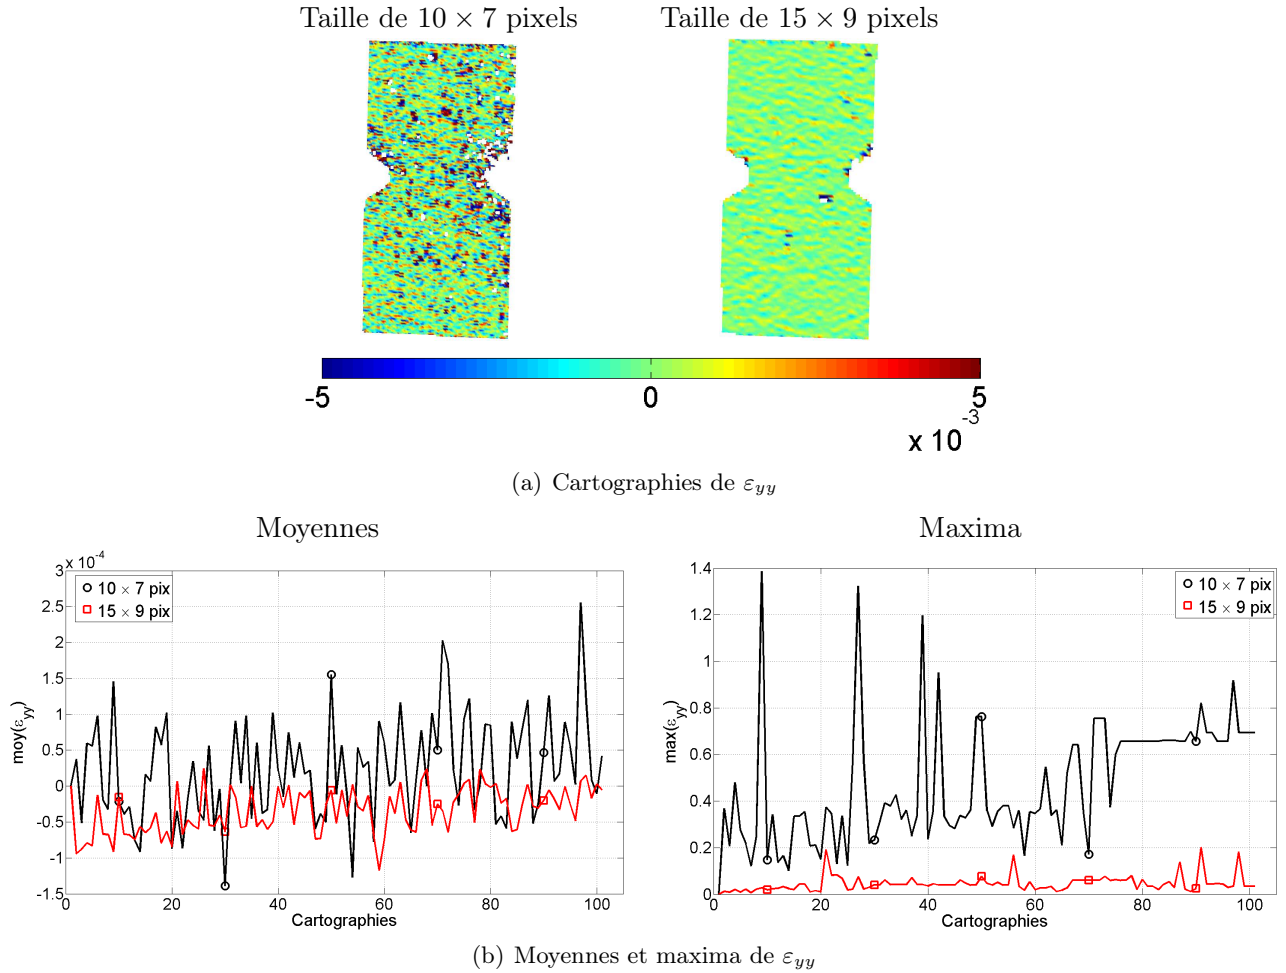 Taille de 10 × 7 pixels
Taille de 15 × 9 pixels
-5 0 5
x 10^-3
(a) Cartographies de ε_yy
Moyennes
Maxima
3 x 10^-4
2.5
2
1.5
1
0.5
0
-0.5
-1
-1.5
0 20 40 60 80 100
moy(ε_yy)
Cartographies
10 × 7 pix
15 × 9 pix
1.4
1.2
1
0.8
0.6
0.4
0.2
0
0 20 40 60 80 100
max(ε_yy)
Cartographies
10 × 7 pix
15 × 9 pix
(b) Moyennes et maxima de ε_yy